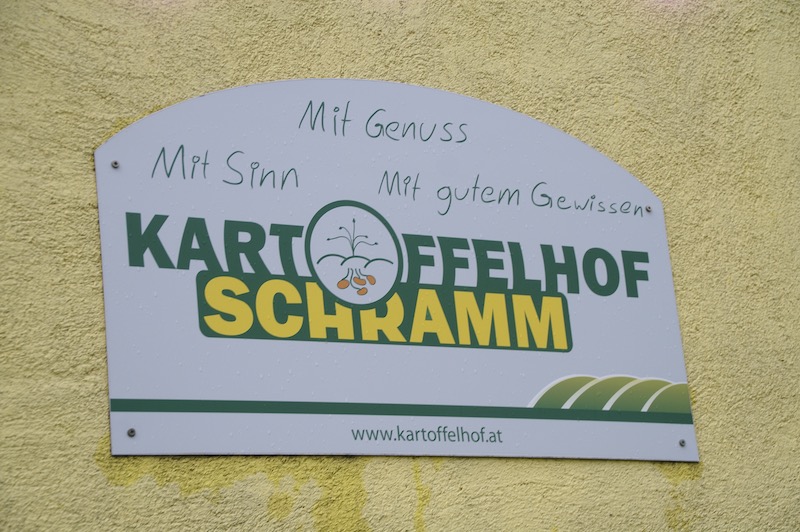 Mit Genuss
Mit Sinn
Mit gutem Gewissen
KARTOFFELHOF
SCHRAMM
www.kartoffelhof.at